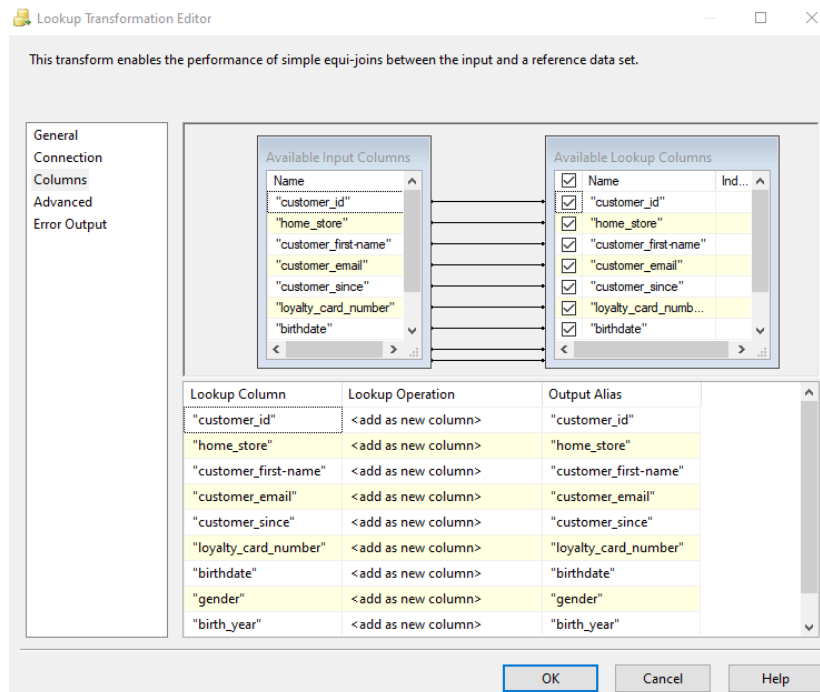 Lookup Transformation Editor
This transform enables the performance of simple equi-joins between the input and a reference data set.
General
Connection
Columns
Advanced
Error Output
Available Input Columns
Name
"customer_id"
"home_store"
"customer_first-name"
"customer_email"
"customer_since"
"loyalty_card_number"
"birthdate"
Available Lookup Columns
Name Ind...
"customer_id"
"home_store"
"customer_first-name"
"customer_email"
"customer_since"
"loyalty_card_numb...
"birthdate"
Lookup Column Lookup Operation Output Alias
"customer_id" <add as new column> "customer_id"
"home_store" <add as new column> "home_store"
"customer_first-name" <add as new column> "customer_first-name"
"customer_email" <add as new column> "customer_email"
"customer_since" <add as new column> "customer_since"
"loyalty_card_number" <add as new column> "loyalty_card_number"
"birthdate" <add as new column> "birthdate"
"gender" <add as new column> "gender"
"birth_year" <add as new column> "birth_year"
OK Cancel Help